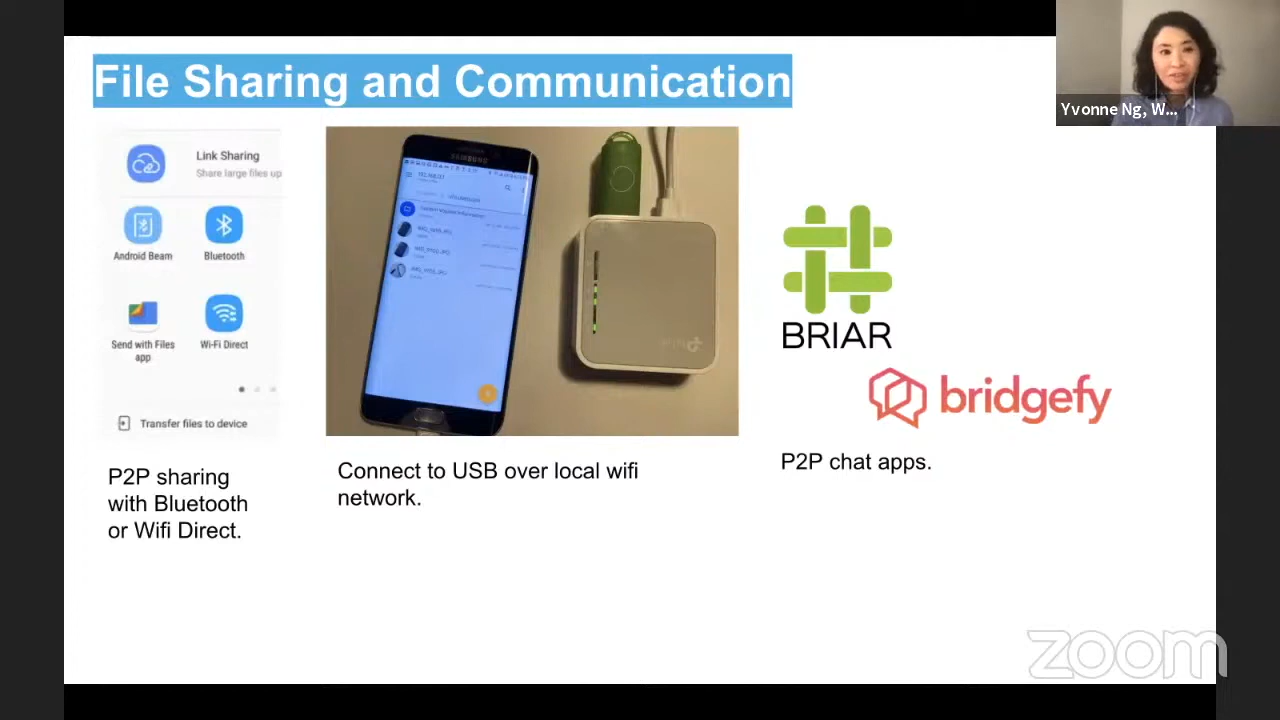 File Sharing and Communication
Yvonne Ng, W...
Link Sharing
Share large files up
Android Beam
Bluetooth
Send with Files
app
Wi-Fi Direct
Transfer files to device
SAMSUNG
BRIAR
bridgefy
P2P sharing
with Bluetooth
or Wifi Direct.
Connect to USB over local wifi
network.
P2P chat apps.
zoom